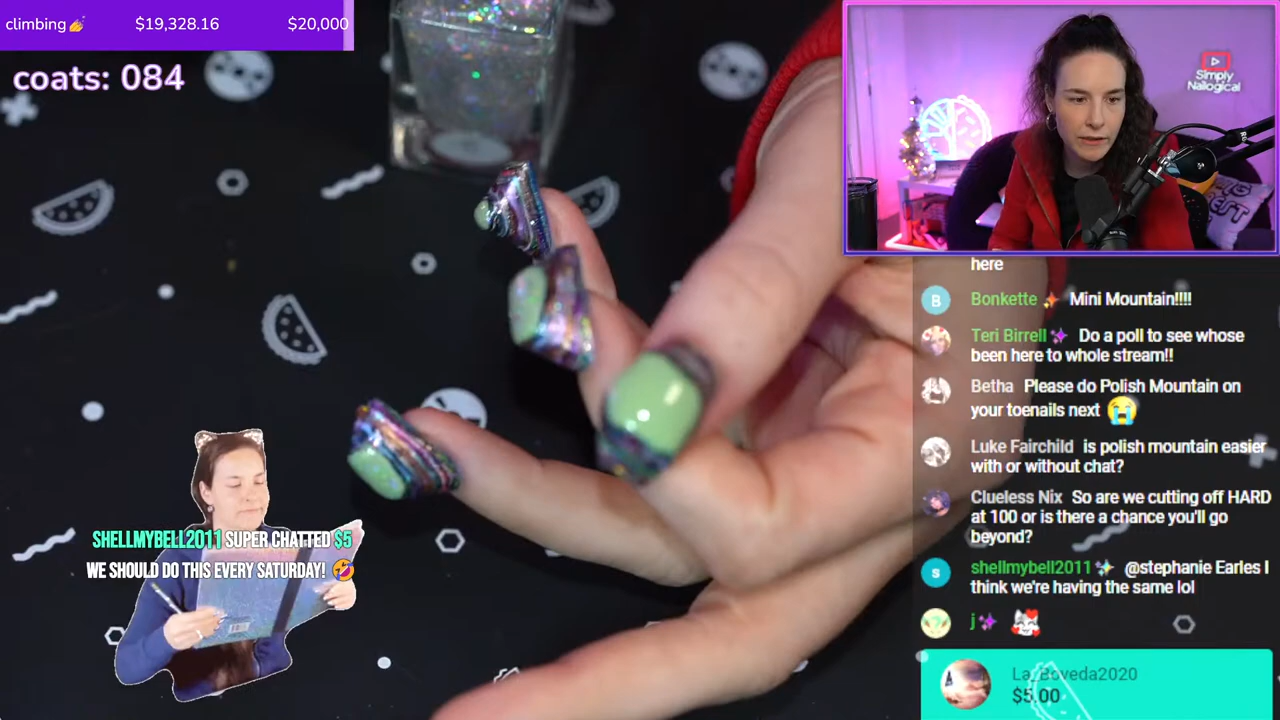 climbing💅 $19,328.16 $20,000
coats: 084
Simply
Nailogical
here
B Bonkette Mini Mountain!!!!
Teri Birrell Do a poll to see whose
been here to whole stream!!
Betha Please do Polish Mountain on
your toenails next 😭
Luke Fairchild is polish mountain easier
with or without chat?
Clueless Nix So are we cutting off HARD
at 100 or is there a chance you'll go
beyond?
s shellmybell2011 @stephanie Earles I
think we're having the same lol
j
La_Boveda2020
$5.00
SHELLMYBELL2011 SUPER CHATTED $5
WE SHOULD DO THIS EVERY SATURDAY! 🤣